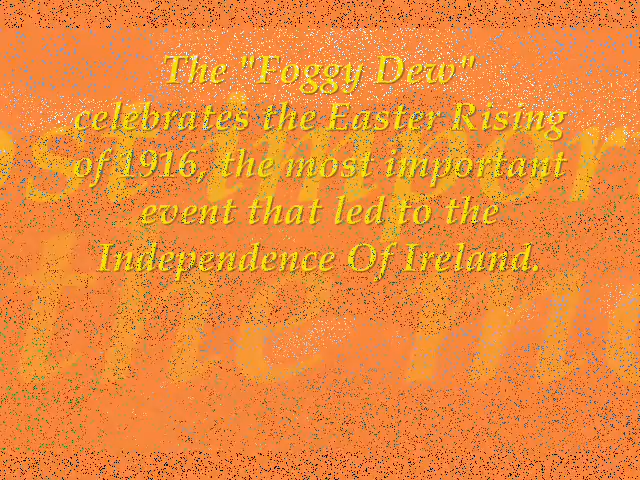 The "Foggy Dew"
celebrates the Easter Rising
of 1916, the most important
event that led to the
Independence Of Ireland.